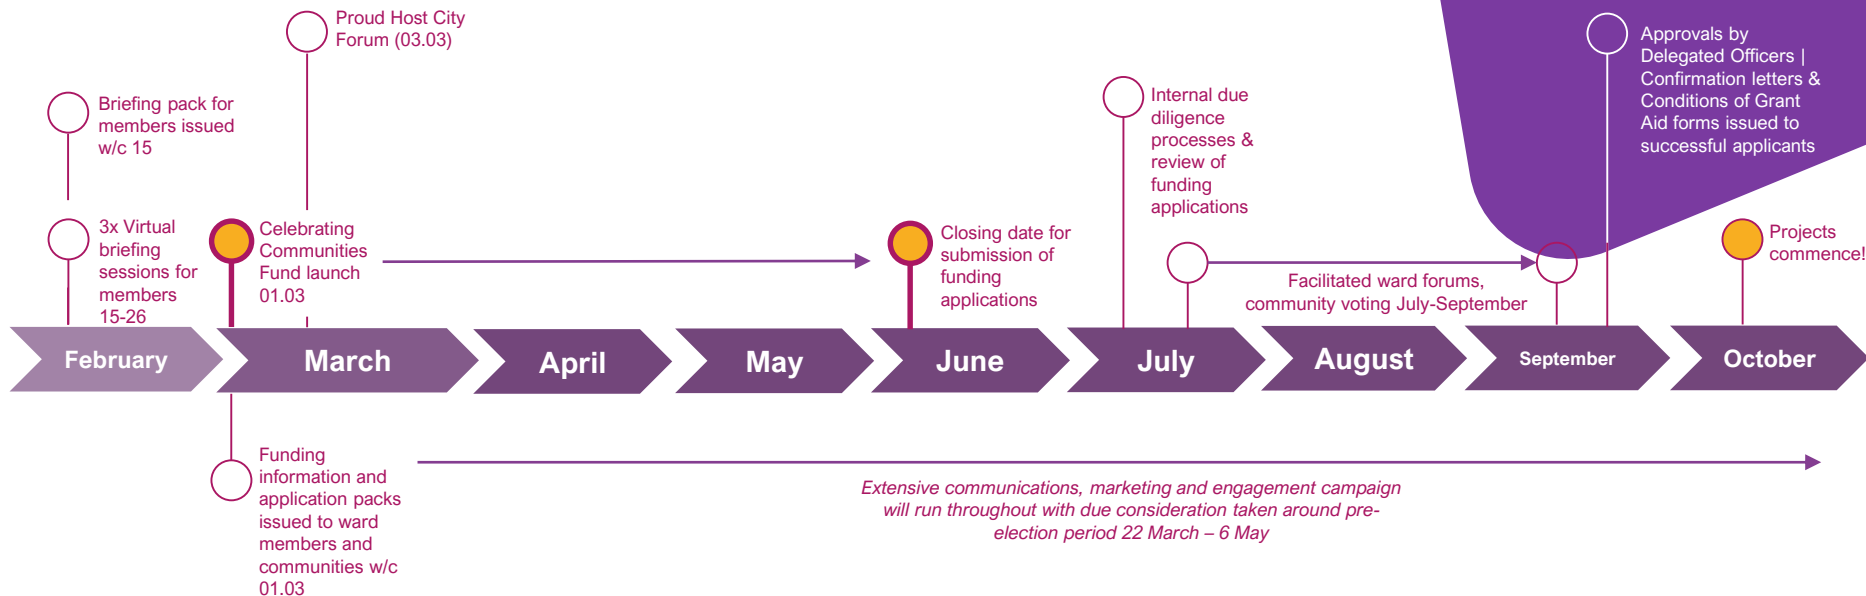 Proud Host City
Forum (03.03)
Briefing pack for
members issued
w/c 15
3x Virtual
briefing
sessions for
members
15-26
Celebrating
Communities
Fund launch
01.03
Closing date for
submission of
funding
applications
Internal due
diligence
processes &
review of
funding
applications
Facilitated ward forums,
community voting July-September
Approvals by
Delegated Officers |
Confirmation letters &
Conditions of Grant
Aid forms issued to
successful applicants
Projects
commence!
February
March
April
May
June
July
August
September
October
Funding
information and
application packs
issued to ward
members and
communities w/c
01.03
Extensive communications, marketing and engagement campaign
will run throughout with due consideration taken around pre-
election period 22 March – 6 May